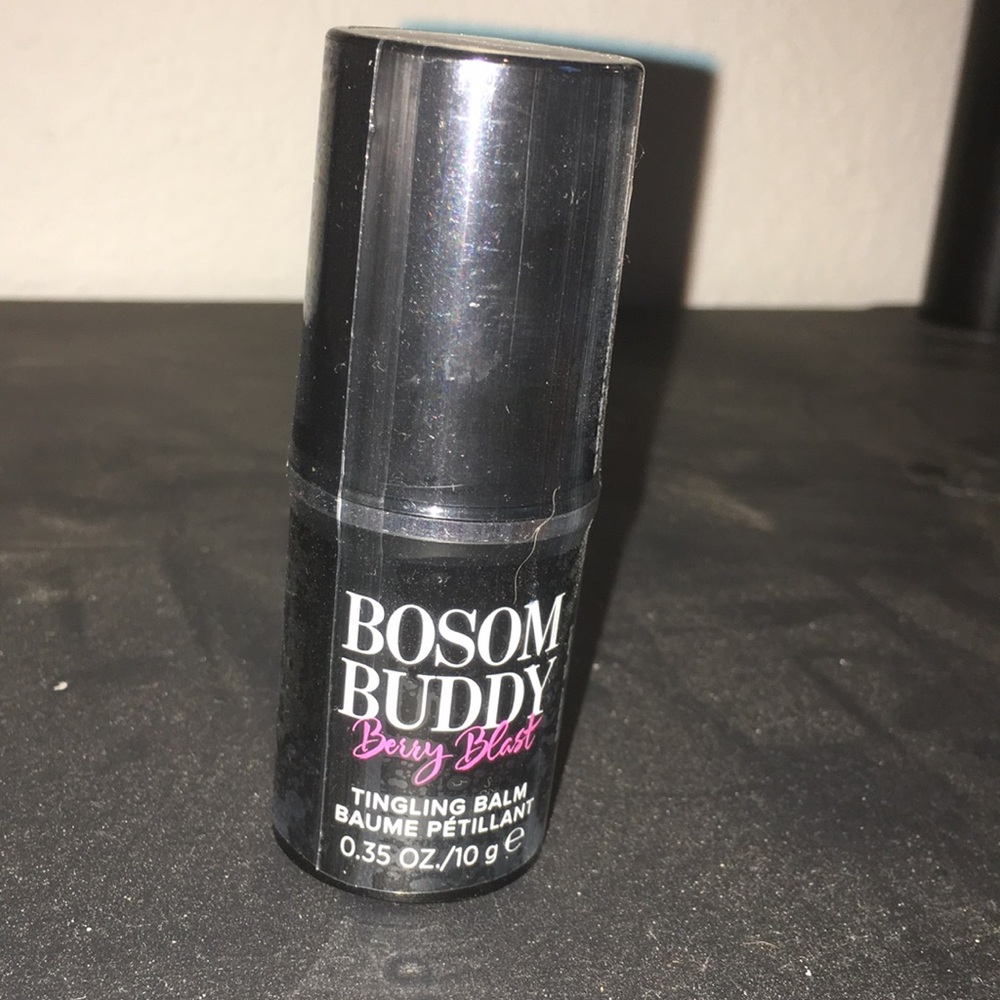 BOSOM
BUDDY
Berry Blast
TINGLING BALM
BAUME PÉTILLANT
0.35 OZ./10 g ℮